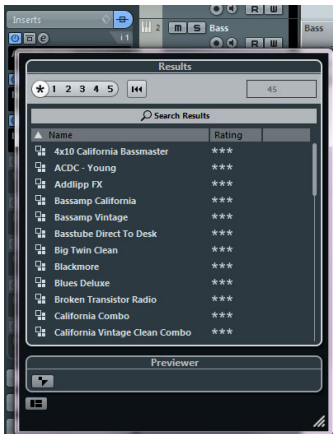 Inserts
e
i 1
R W
2 m S Bass
R W
Bass
Results
* 1 2 3 4 5
45
Search Results
Name Rating
4x10 California Bassmaster ***
ACDC - Young ***
Addlipp FX ***
Bassamp California ***
Bassamp Vintage ***
Basstube Direct To Desk ***
Big Twin Clean ***
Blackmore ***
Blues Deluxe ***
Broken Transistor Radio ***
California Combo ***
California Vintage Clean Combo ***
Previewer